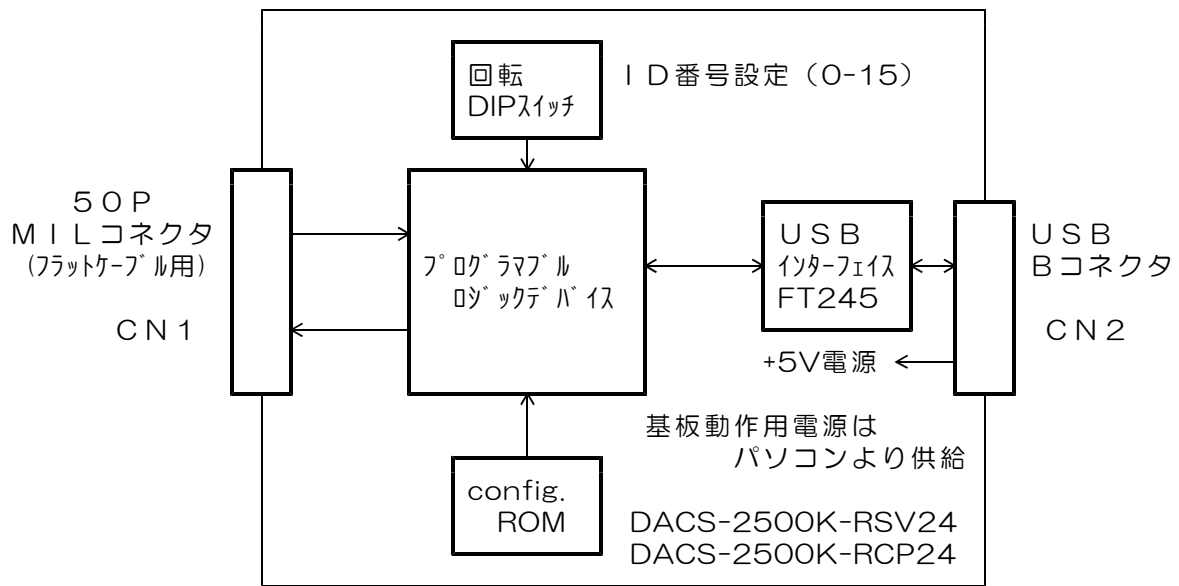 回転
DIPｽｲｯﾁ
ＩＤ番号設定（０-１５）
５０Ｐ
ＭＩＬコネクタ
(ﾌﾗｯﾄｹｰﾌﾞﾙ用)
ＣＮ１
ﾌﾟﾛｸﾞﾗﾏﾌﾞﾙ
ﾛｼﾞｯｸﾃﾞﾊﾞｲｽ
ＵＳＢ
ｲﾝﾀｰﾌｪｲｽ
FT245
ＵＳＢ
Ｂコネクタ
ＣＮ２
+5V電源
基板動作用電源は
パソコンより供給
config.
ROM
DACS-2500K-RSV24
DACS-2500K-RCP24